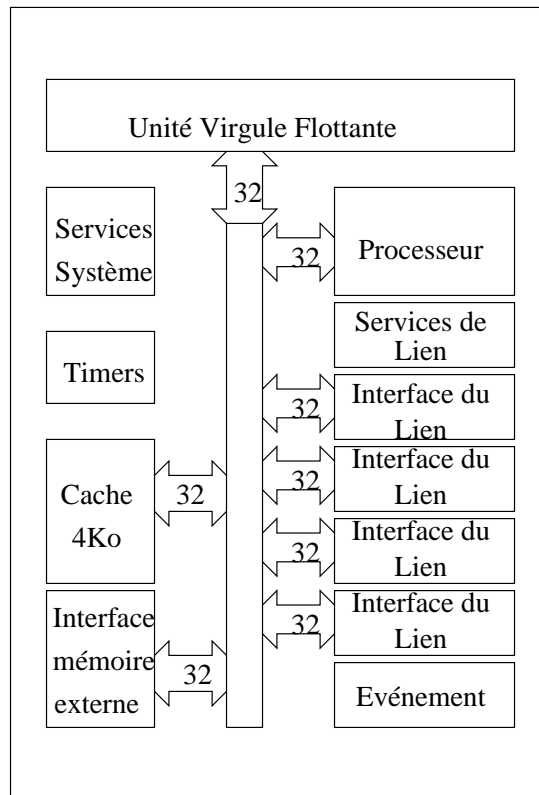 Unité Virgule Flottante
32
Services
Système
32
Processeur
Services de
Lien
Timers
32
Interface du
Lien
Cache
4Ko
32
32
Interface du
Lien
32
Interface du
Lien
Interface
mémoire
externe
32
32
Interface du
Lien
Evénement